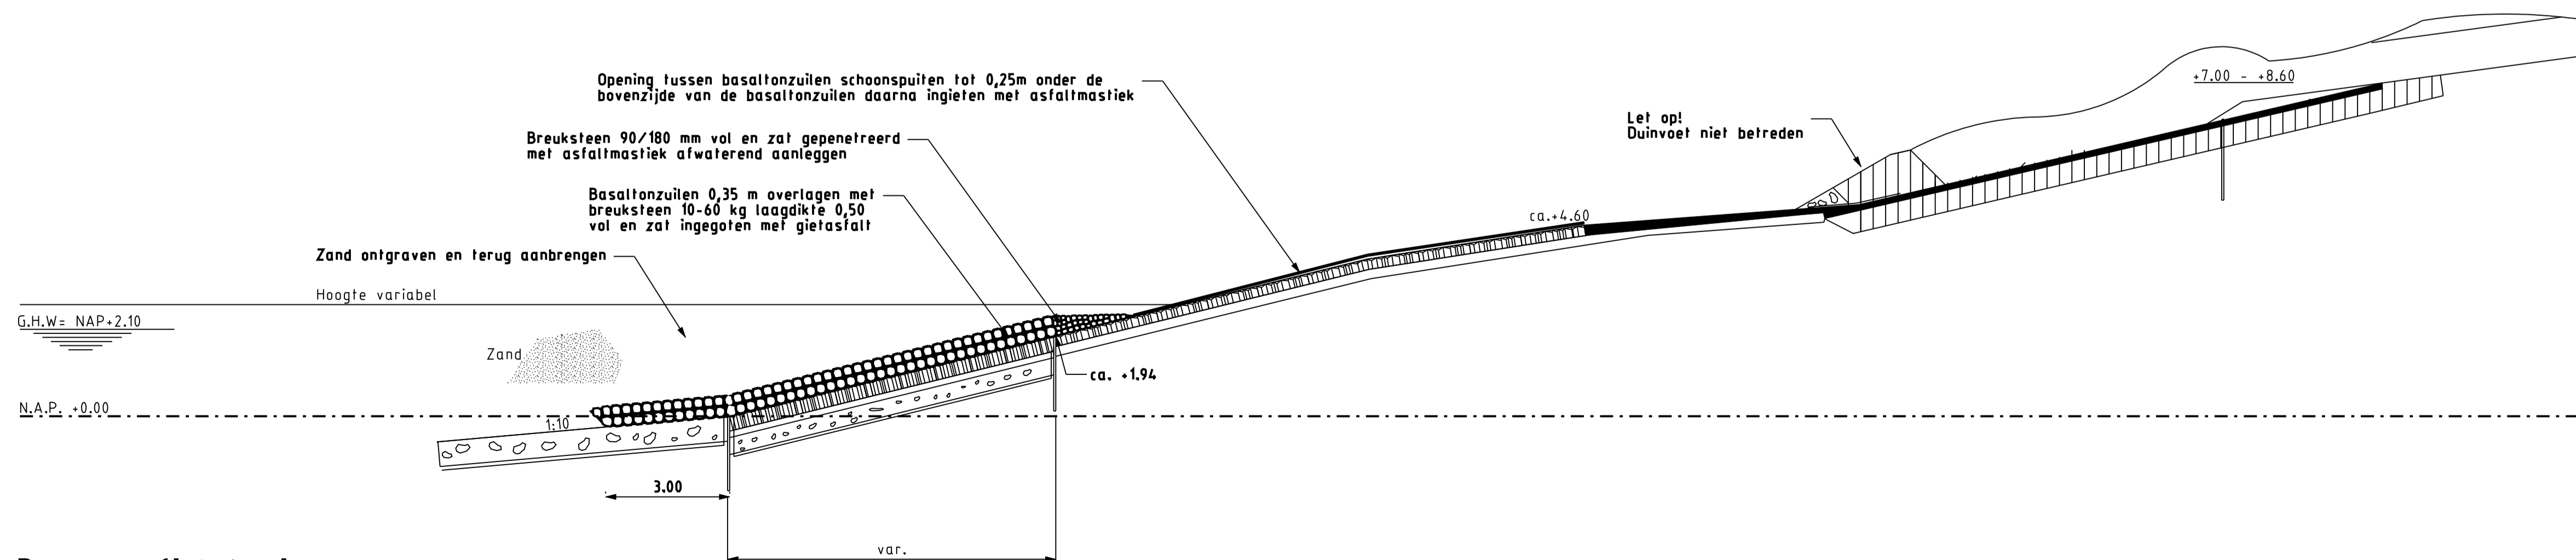 Opening tussen basaltonzuilen schoonspuiten tot 0,25m onder de
bovenzijde van de basaltonzuilen daarna ingieten met asfaltmastiek
Breuksteen 90/180 mm vol en zat gepenetreerd
met asfaltmastiek afwaterend aanleggen
Basaltonzuilen 0,35 m overlagen met
breuksteen 10-60 kg laagdikte 0,50
vol en zat ingegoten met gietasfalt
Zand ontgraven en terug aanbrengen
Hoogte variabel
G.H.W= NAP+2.10
Zand
N.A.P. +0.00
1:10
3.00
var.
ca. +1.94
ca.+4.60
Let op!
Duinvoet niet betreden
+7.00 - +8.60